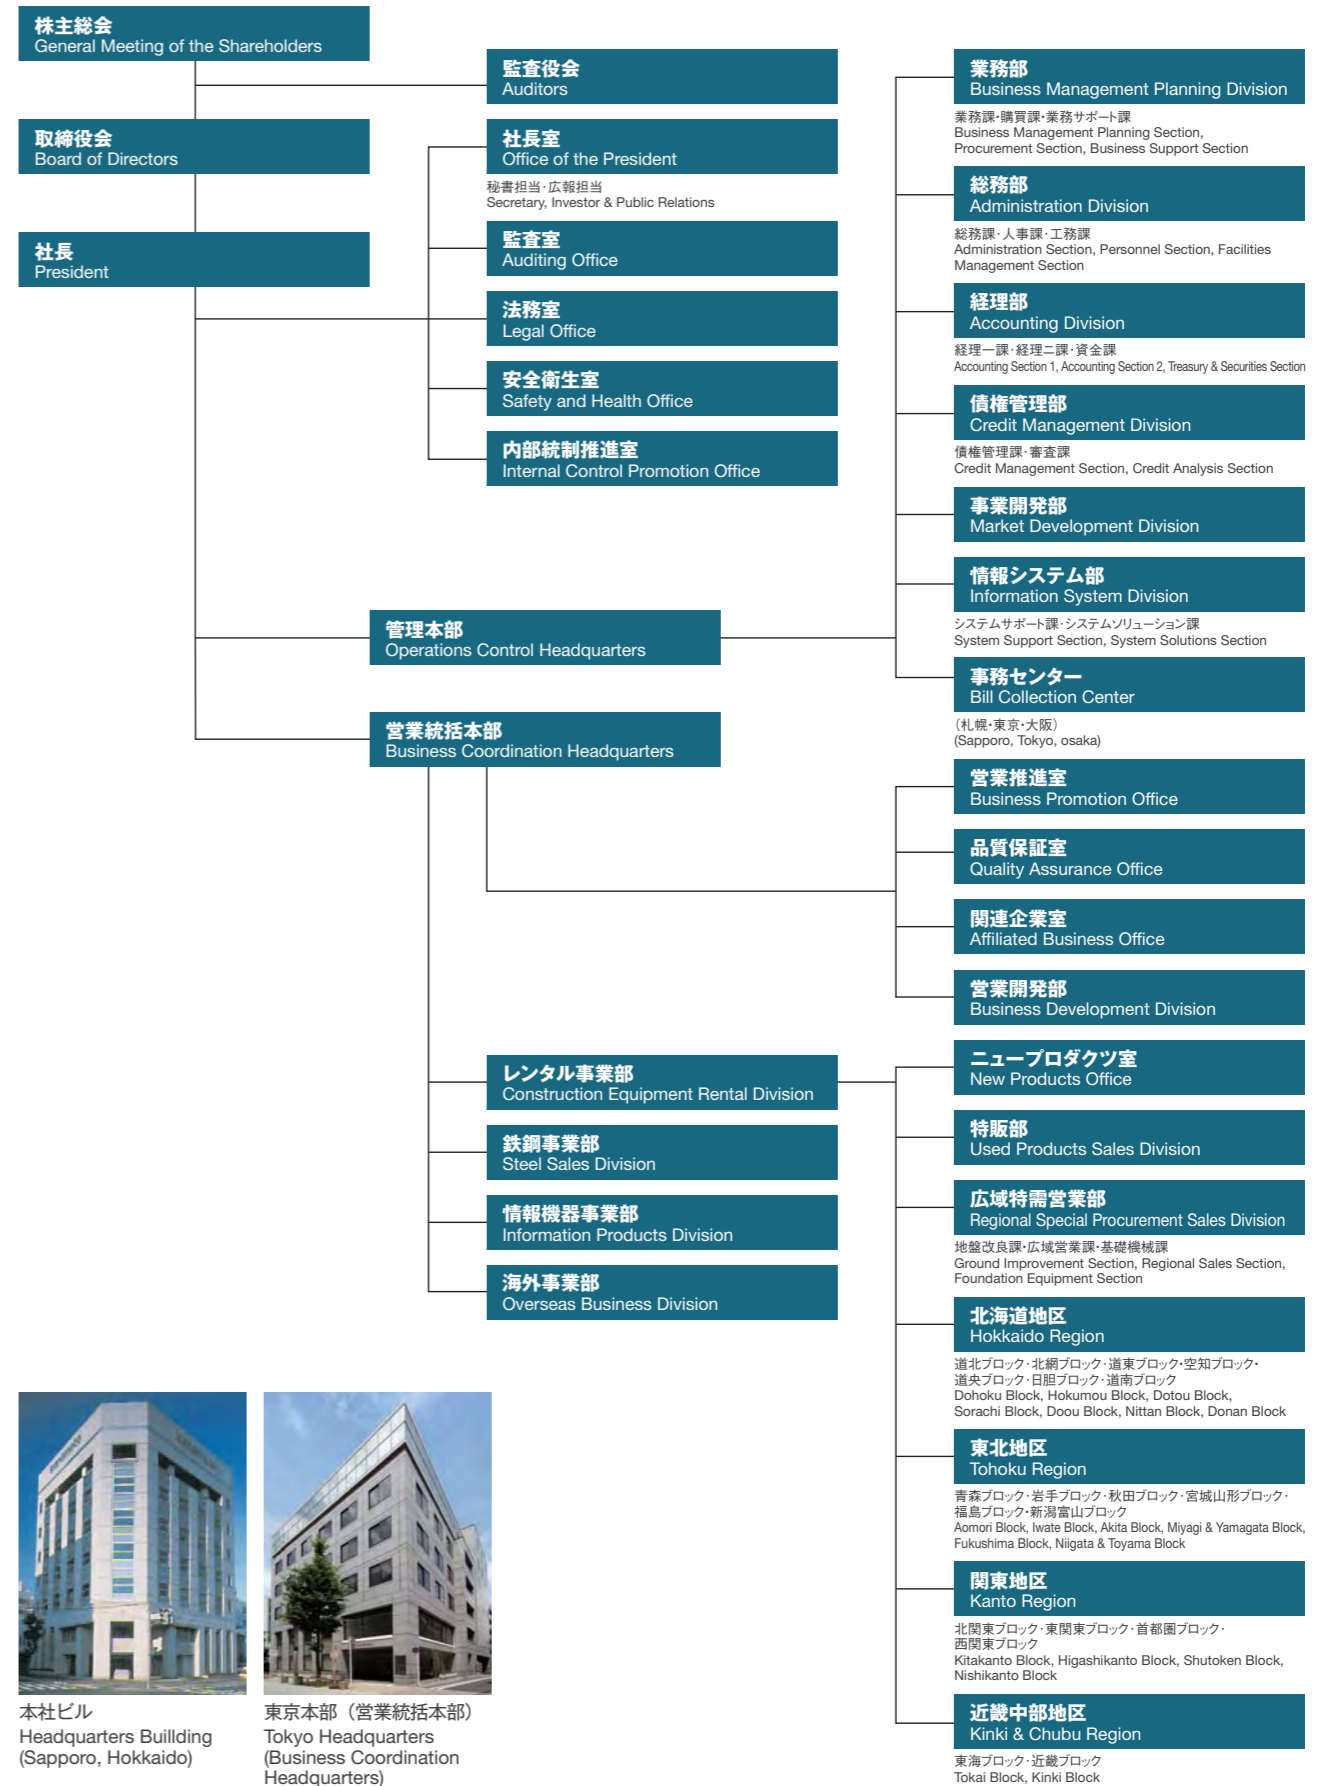 株主総会
General Meeting of the Shareholders
監査役会
Auditors
取締役会
Board of Directors
社長
President
社長室
Office of the President
秘書担当・広報担当
Secretary, Investor & Public Relations
監査室
Auditing Office
法務室
Legal Office
安全衛生室
Safety and Health Office
内部統制推進室
Internal Control Promotion Office
管理本部
Operations Control Headquarters
営業統括本部
Business Coordination Headquarters
業務部
Business Management Planning Division
業務課・購買課・業務サポート課
Business Management Planning Section,
Procurement Section, Business Support Section
総務部
Administration Division
総務課・人事課・工務課
Administration Section, Personnel Section, Facilities
Management Section
経理部
Accounting Division
経理一課・経理二課・資金課
Accounting Section 1, Accounting Section 2, Treasury & Securities Section
債権管理部
Credit Management Division
債権管理課・審査課
Credit Management Section, Credit Analysis Section
事業開発部
Market Development Division
情報システム部
Information System Division
システムサポート課・システムソリューション課
System Support Section, System Solutions Section
事務センター
Bill Collection Center
（札幌・東京・大阪）
(Sapporo, Tokyo, osaka)
営業推進室
Business Promotion Office
品質保証室
Quality Assurance Office
関連企業室
Affiliated Business Office
営業開発部
Business Development Division
レンタル事業部
Construction Equipment Rental Division
鉄鋼事業部
Steel Sales Division
情報機器事業部
Information Products Division
海外事業部
Overseas Business Division
ニュープロダクツ室
New Products Office
特販部
Used Products Sales Division
広域特需営業部
Regional Special Procurement Sales Division
地盤改良課・広域営業課・基礎機械課
Ground Improvement Section, Regional Sales Section,
Foundation Equipment Section
北海道地区
Hokkaido Region
道北ブロック・北網ブロック・道東ブロック・空知ブロック・
道央ブロック・日胆ブロック・道南ブロック
Dohoku Block, Hokumou Block, Dotou Block,
Sorachi Block, Doou Block, Nittan Block, Donan Block
東北地区
Tohoku Region
青森ブロック・岩手ブロック・秋田ブロック・宮城山形ブロック・
福島ブロック・新潟富山ブロック
Aomori Block, Iwate Block, Akita Block, Miyagi & Yamagata Block,
Fukushima Block, Niigata & Toyama Block
関東地区
Kanto Region
北関東ブロック・東関東ブロック・首都圏ブロック・
西関東ブロック
Kitakanto Block, Higashikanto Block, Shutoken Block,
Nishikanto Block
近畿中部地区
Kinki & Chubu Region
東海ブロック・近畿ブロック
Tokai Block, Kinki Block
本社ビル
Headquarters Buillding
(Sapporo, Hokkaido)
東京本部（営業統括本部）
Tokyo Headquarters
(Business Coordination
Headquarters)